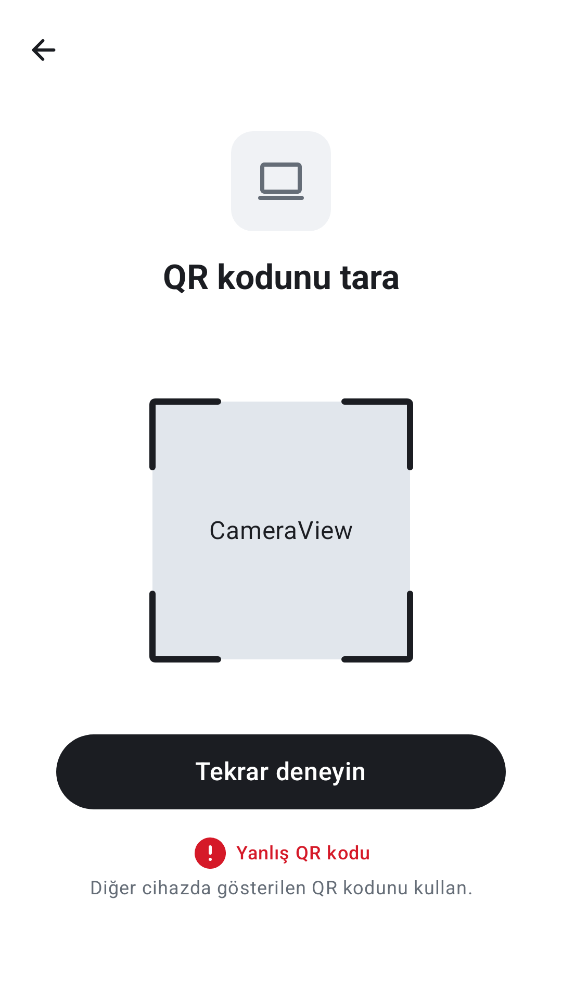 QR kodunu tara
CameraView
Tekrar deneyin
Yanlış QR kodu
Diğer cihazda gösterilen QR kodunu kullan.